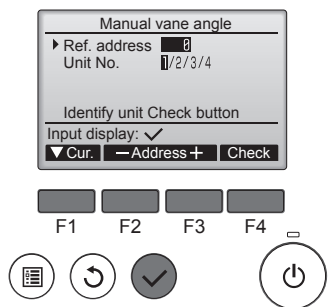 Manual vane angle
Ref. address 0
Unit No. 1/2/3/4
Identify unit Check button
Input display: ✓
▼ Cur. − Address + Check
F1 F2 F3 F4